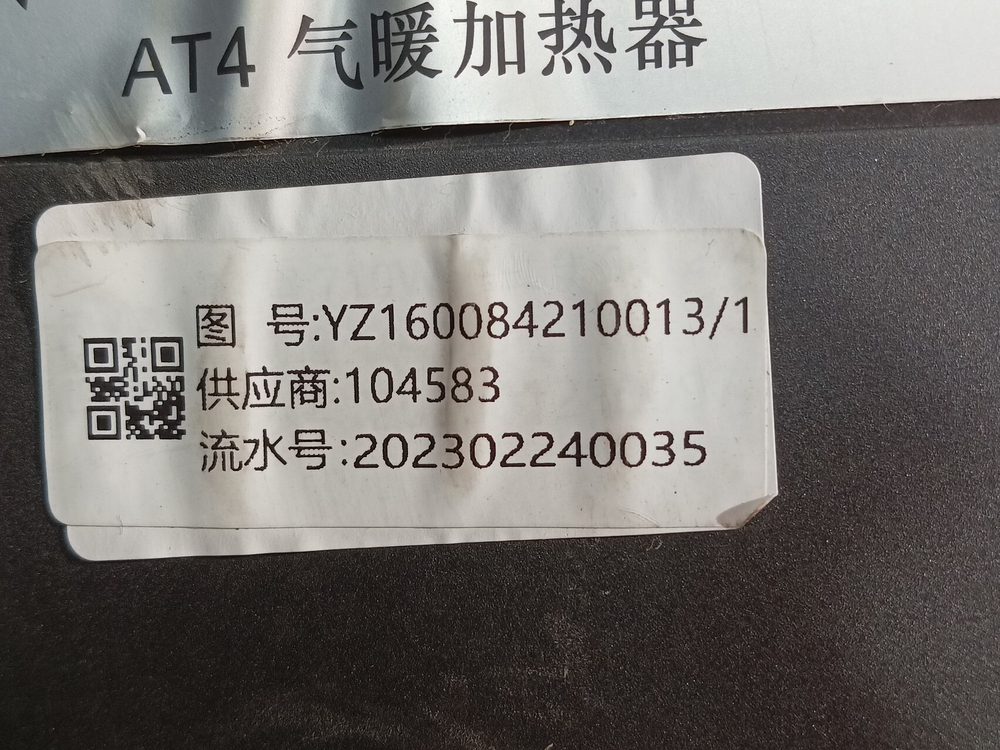 AT4 气暖加热器
图 号:YZ160084210013/1
供应商:104583
流水号:202302240035